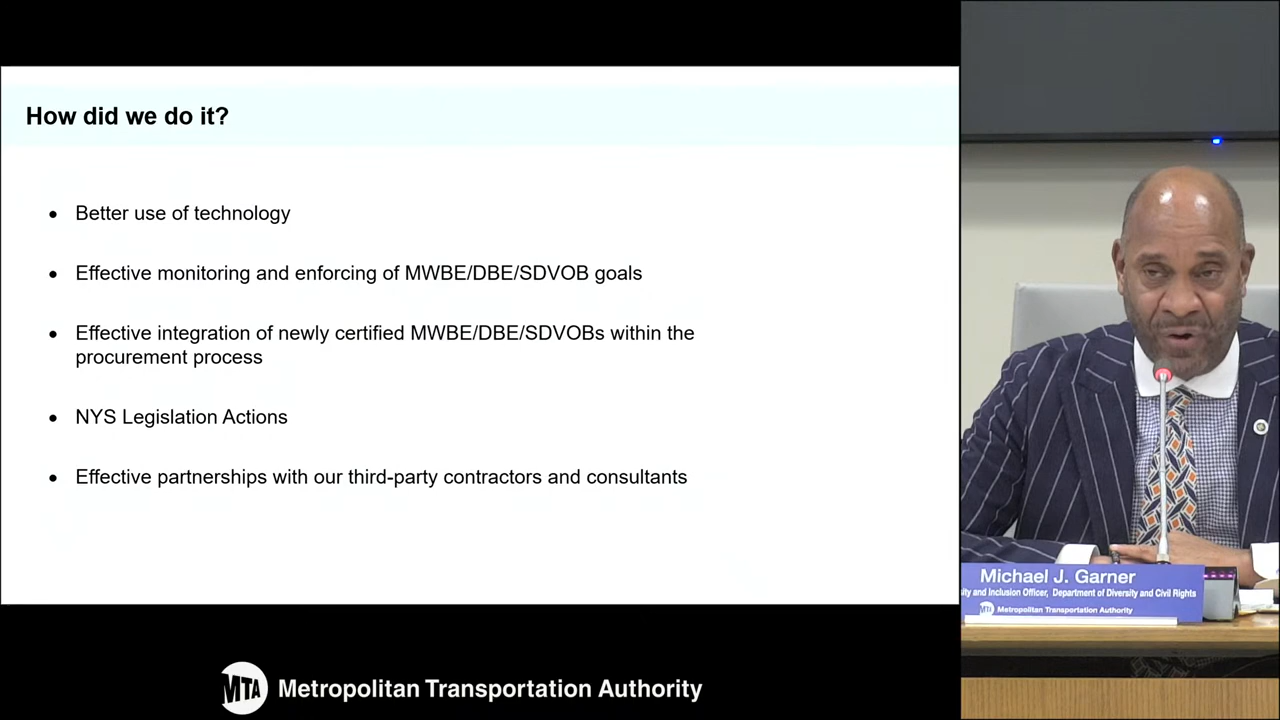 How did we do it?
• Better use of technology
• Effective monitoring and enforcing of MWBE/DBE/SDVOB goals
• Effective integration of newly certified MWBE/DBE/SDVOBs within the
procurement process
• NYS Legislation Actions
• Effective partnerships with our third-party contractors and consultants
Michael J. Garner
and Inclusion Officer, Department of Diversity and Civil Rights
MTA Metropolitan Transportation Authority
MTA Metropolitan Transportation Authority